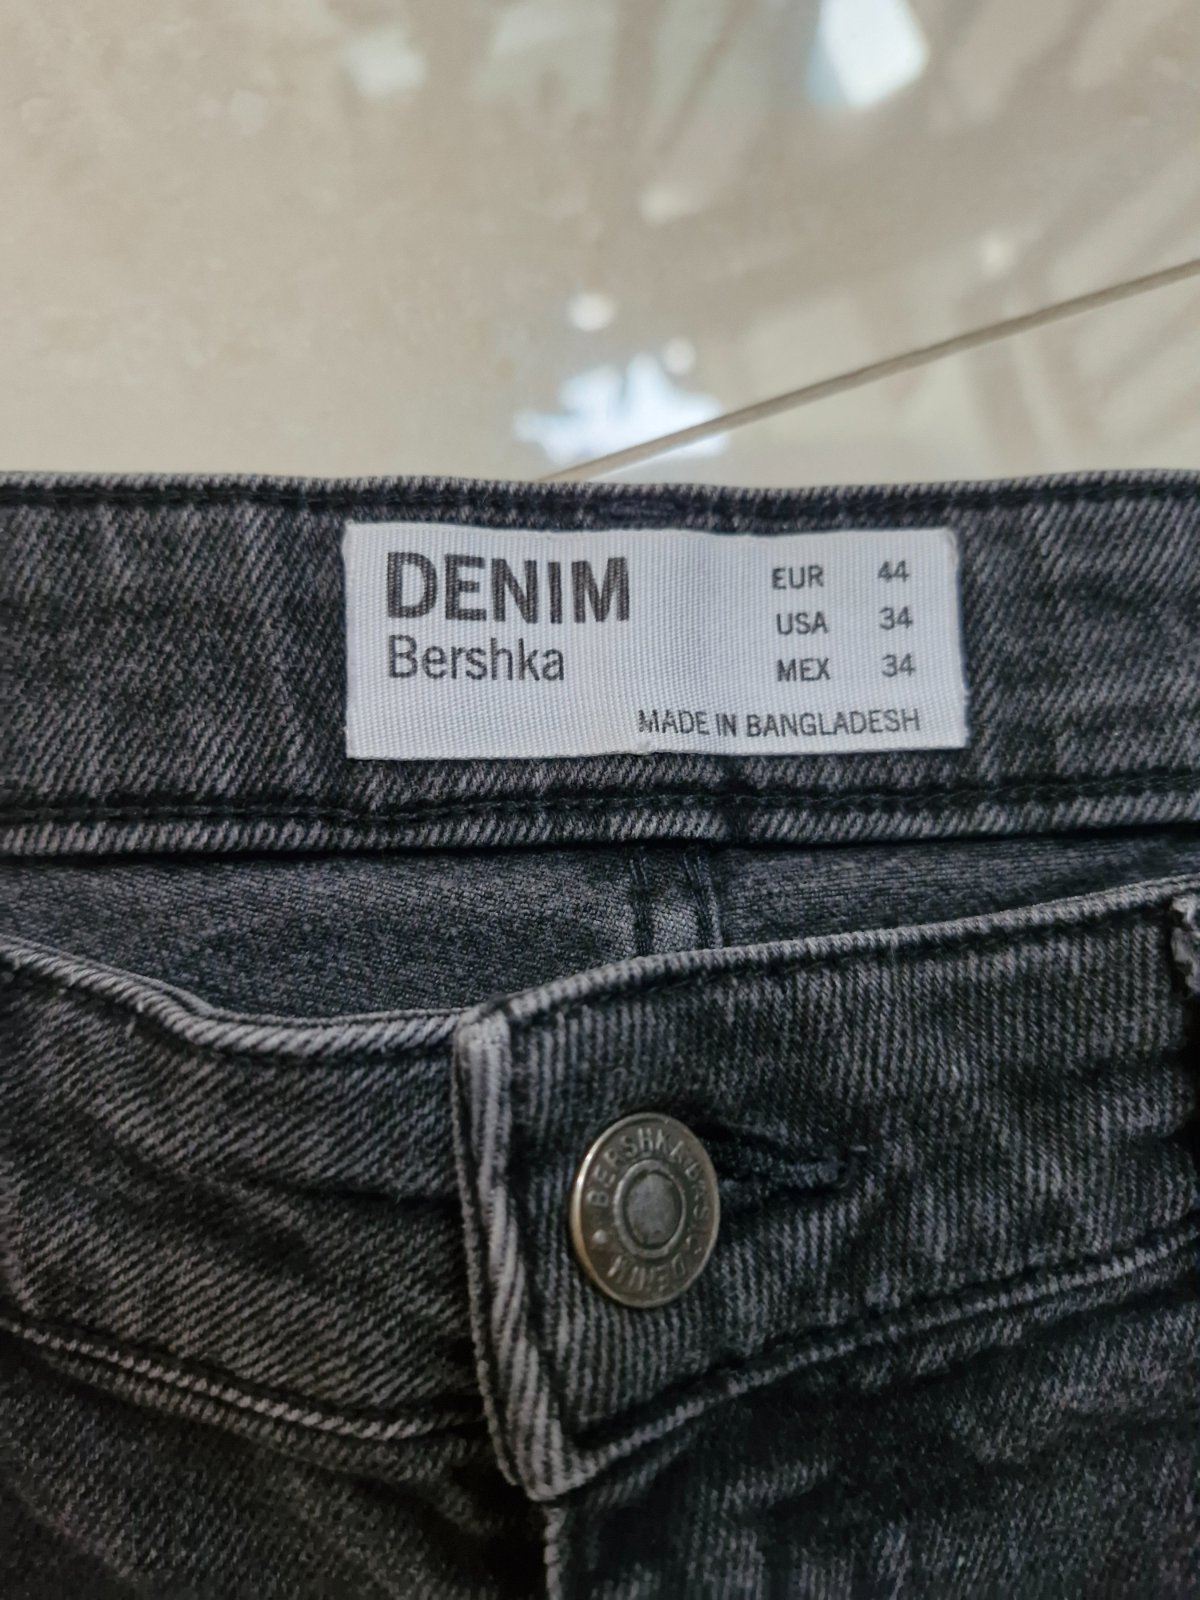 DENIM
Bershka
EUR 44
USA 34
MEX 34
MADE IN BANGLADESH
BERSHKA
DENIM